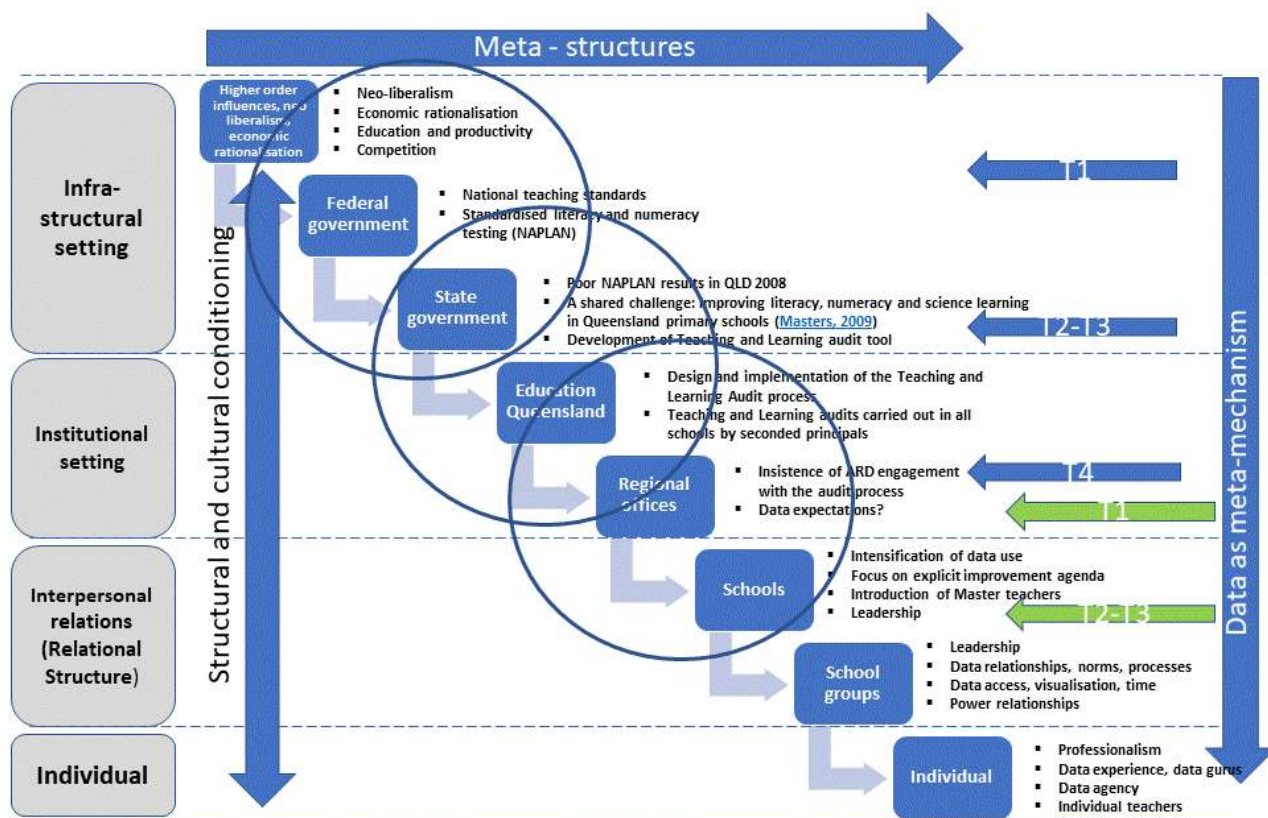 Meta - structures
Higher order
influences, neo
liberalism,
economic
rationalisation
▪ Neo-liberalism
▪ Economic rationalisation
▪ Education and productivity
▪ Competition
T1
Infra-
structural
setting
Federal
government
▪ National teaching standards
▪ Standardised literacy and numeracy
testing (NAPLAN)
State
government
▪ Poor NAPLAN results in QLD 2008
▪ A shared challenge: improving literacy, numeracy and science learning
in Queensland primary schools (Masters, 2009)
▪ Development of Teaching and Learning audit tool
T2-T3
Structural and cultural conditioning
Data as meta-mechanism
Institutional
setting
Education
Queensland
▪ Design and implementation of the Teaching and
Learning Audit process
▪ Teaching and Learning audits carried out in all
schools by seconded principals
Regional
offices
▪ Insistence of ARD engagement
with the audit process
▪ Data expectations?
T4
T1
Interpersonal
relations
(Relational
Structure)
Schools
▪ Intensification of data use
▪ Focus on explicit improvement agenda
▪ Introduction of Master teachers
▪ Leadership
T2-T3
School
groups
▪ Leadership
▪ Data relationships, norms, processes
▪ Data access, visualisation, time
▪ Power relationships
Individual
Individual
▪ Professionalism
▪ Data experience, data gurus
▪ Data agency
▪ Individual teachers